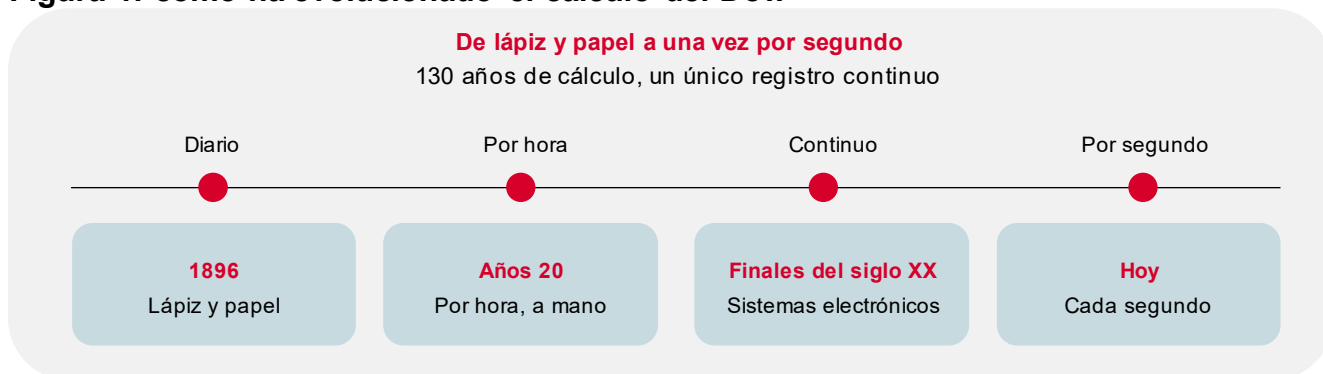 De lápiz y papel a una vez por segundo
130 años de cálculo, un único registro continuo
Diario
Por hora
Continuo
Por segundo
1896
Lápiz y papel
Años 20
Por hora, a mano
Finales del siglo XX
Sistemas electrónicos
Hoy
Cada segundo